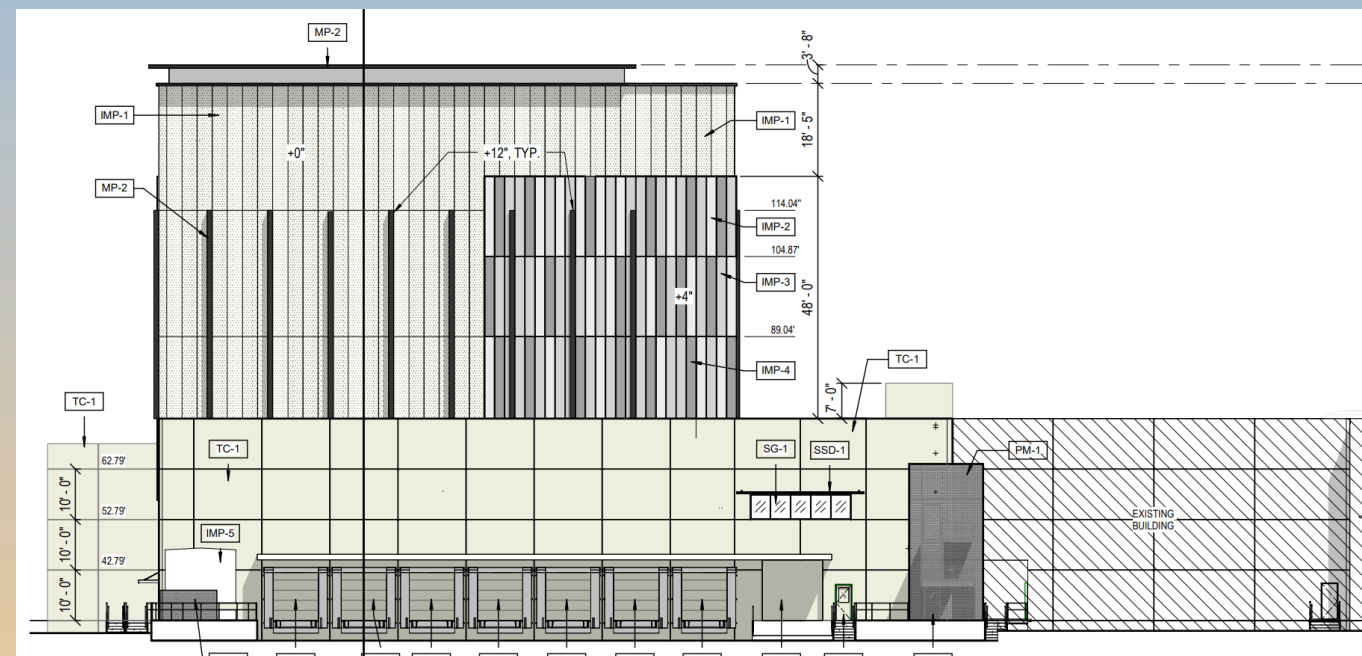 MP-2
3' - 8"
IMP-1
IMP-1
18' - 5"
+0"
+12", TYP.
MP-2
114.04"
IMP-2
104.87'
IMP-3
+4"
48' - 0"
89.04'
IMP-4
TC-1
7' - 0"
TC-1
TC-1
SG-1
SSD-1
PM-1
62.79'
10' - 0"
52.79'
EXISTING
BUILDING
IMP-5
10' - 0"
42.79'
10' - 0"